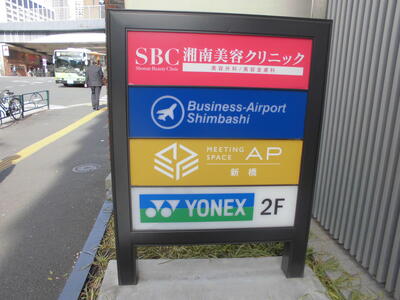 SBC 湘南美容クリニック
Shonan Beauty Clinic
美容外科/美容皮膚科
Business-Airport
Shimbashi
MEETING
SPACE AP
新橋
YONEX 2F